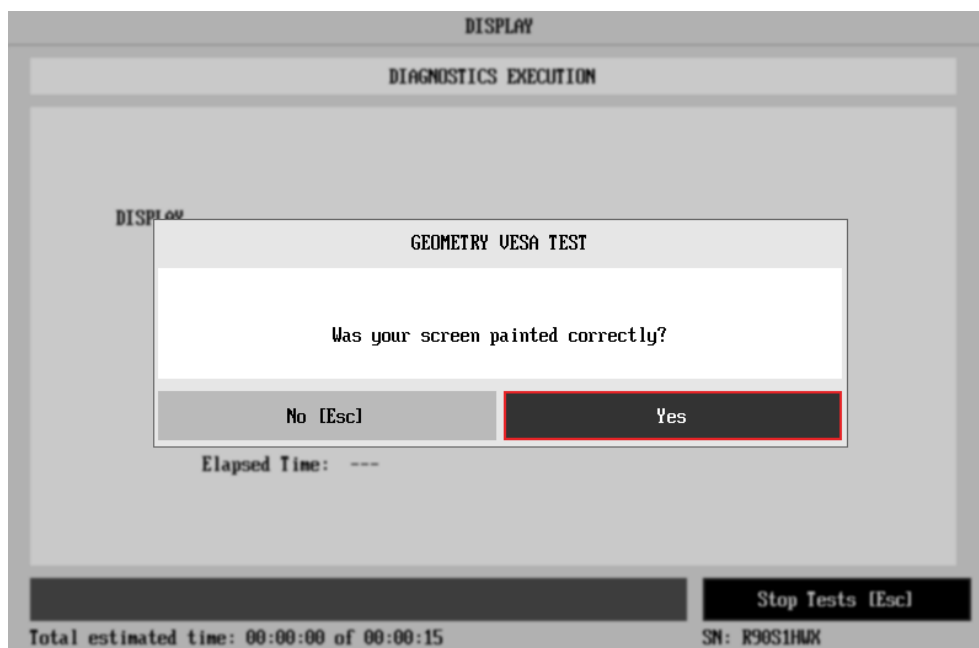 DISPLAY
DIAGNOSTICS EXECUTION
DISPLAY
GEOMETRY VESA TEST
Was your screen painted correctly?
No [Esc]
Yes
Elapsed Time: ---
Stop Tests [Esc]
Total estimated time: 00:00:00 of 00:00:15
SN: R90S1HWX